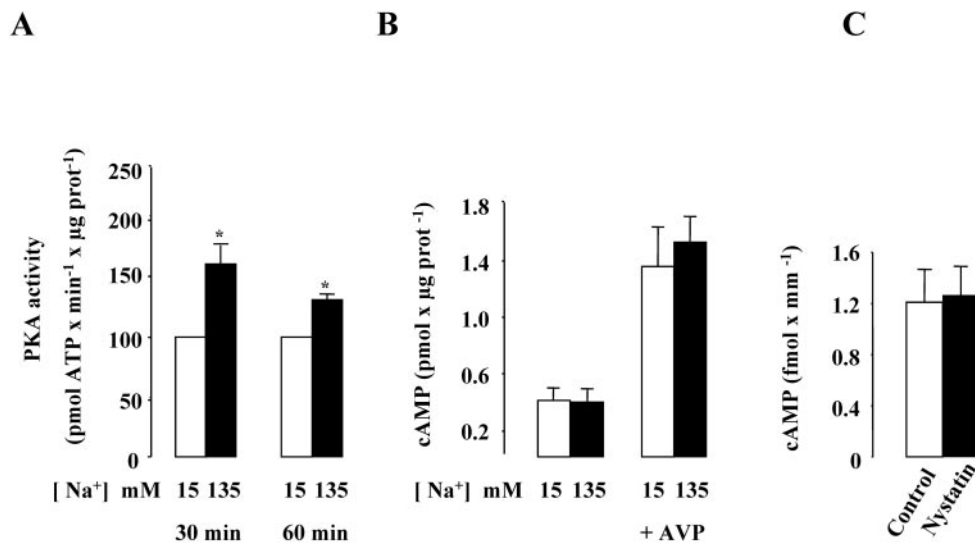 A
B
C
PKA activity
(pmol ATP x min⁻¹ x µg prot⁻¹)
250
200
150
100
50
0
*
*
[ Na⁺] mM 15 135 15 135
30 min 60 min
cAMP (pmol x µg prot ⁻¹)
1.8
1.4
1.0
0.6
0.2
15 135 15 135
+ AVP
cAMP (fmol x mm ⁻¹)
1.6
1.2
0.8
0.4
0
Control
Nystatin